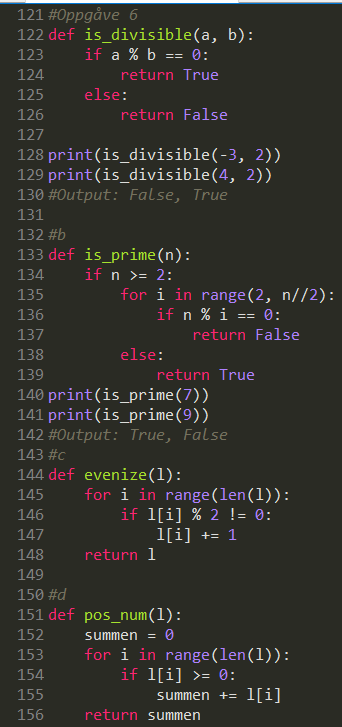 121 #Oppgåve 6
122 def is_divisible(a, b):
123     if a % b == 0:
124         return True
125     else:
126         return False
127
128 print(is_divisible(-3, 2))
129 print(is_divisible(4, 2))
130 #Output: False, True
131
132 #b
133 def is_prime(n):
134     if n >= 2:
135         for i in range(2, n//2):
136             if n % i == 0:
137                 return False
138         else:
139             return True
140 print(is_prime(7))
141 print(is_prime(9))
142 #Output: True, False
143 #c
144 def evenize(l):
145     for i in range(len(l)):
146         if l[i] % 2 != 0:
147             l[i] += 1
148     return l
149
150 #d
151 def pos_num(l):
152     summen = 0
153     for i in range(len(l)):
154         if l[i] >= 0:
155             summen += l[i]
156     return summen